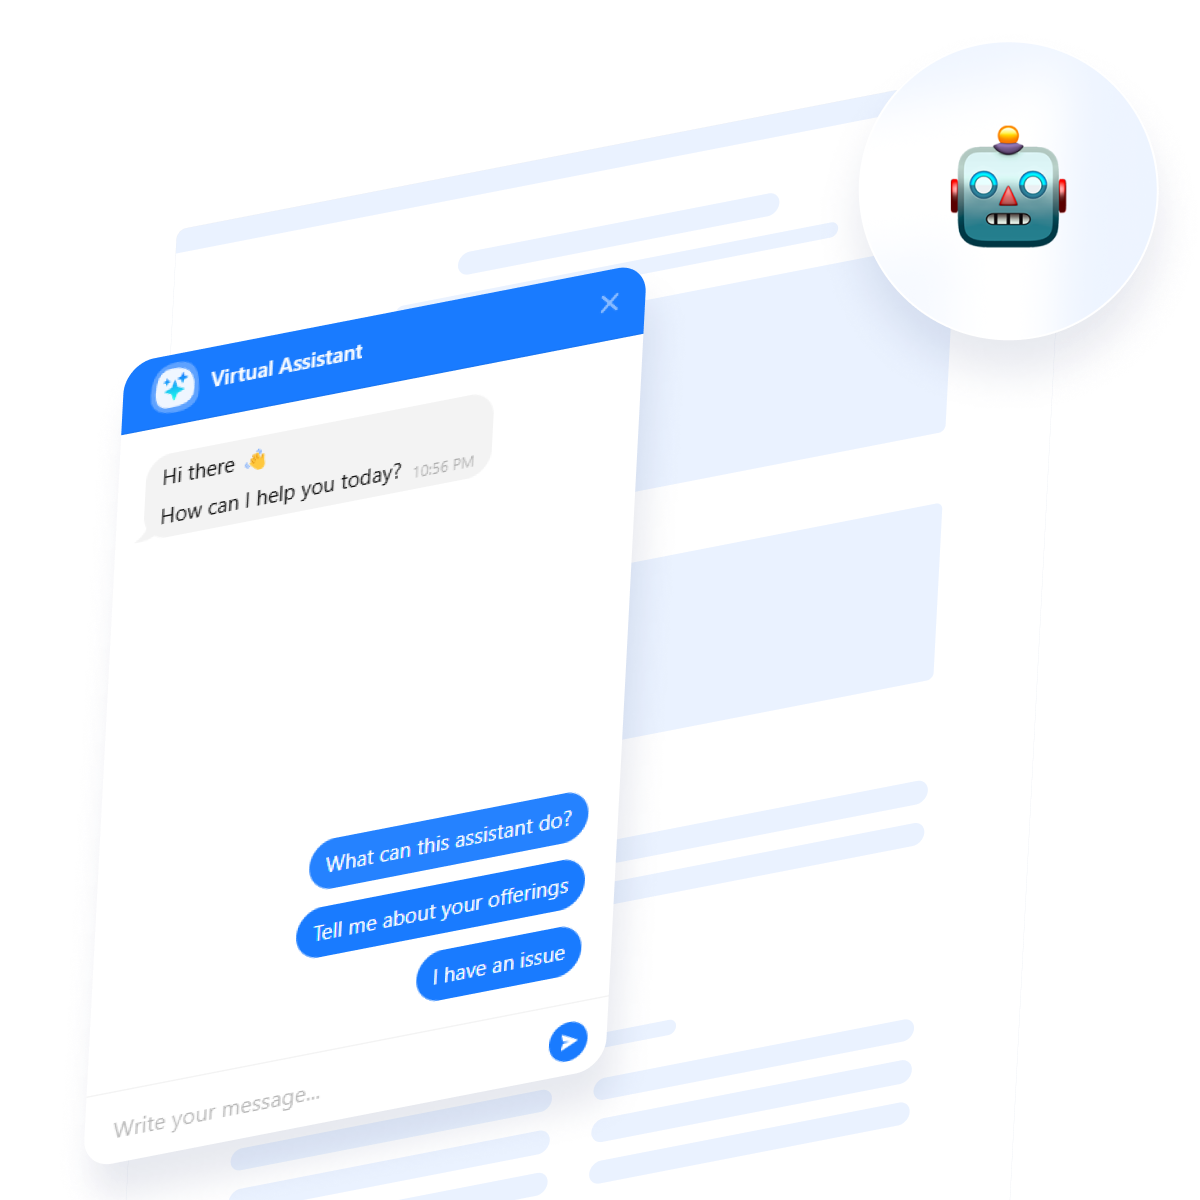 Virtual Assistant
Hi there 👋
How can I help you today? 10:56 PM
What can this assistant do?
Tell me about your offerings
I have an issue
Write your message...